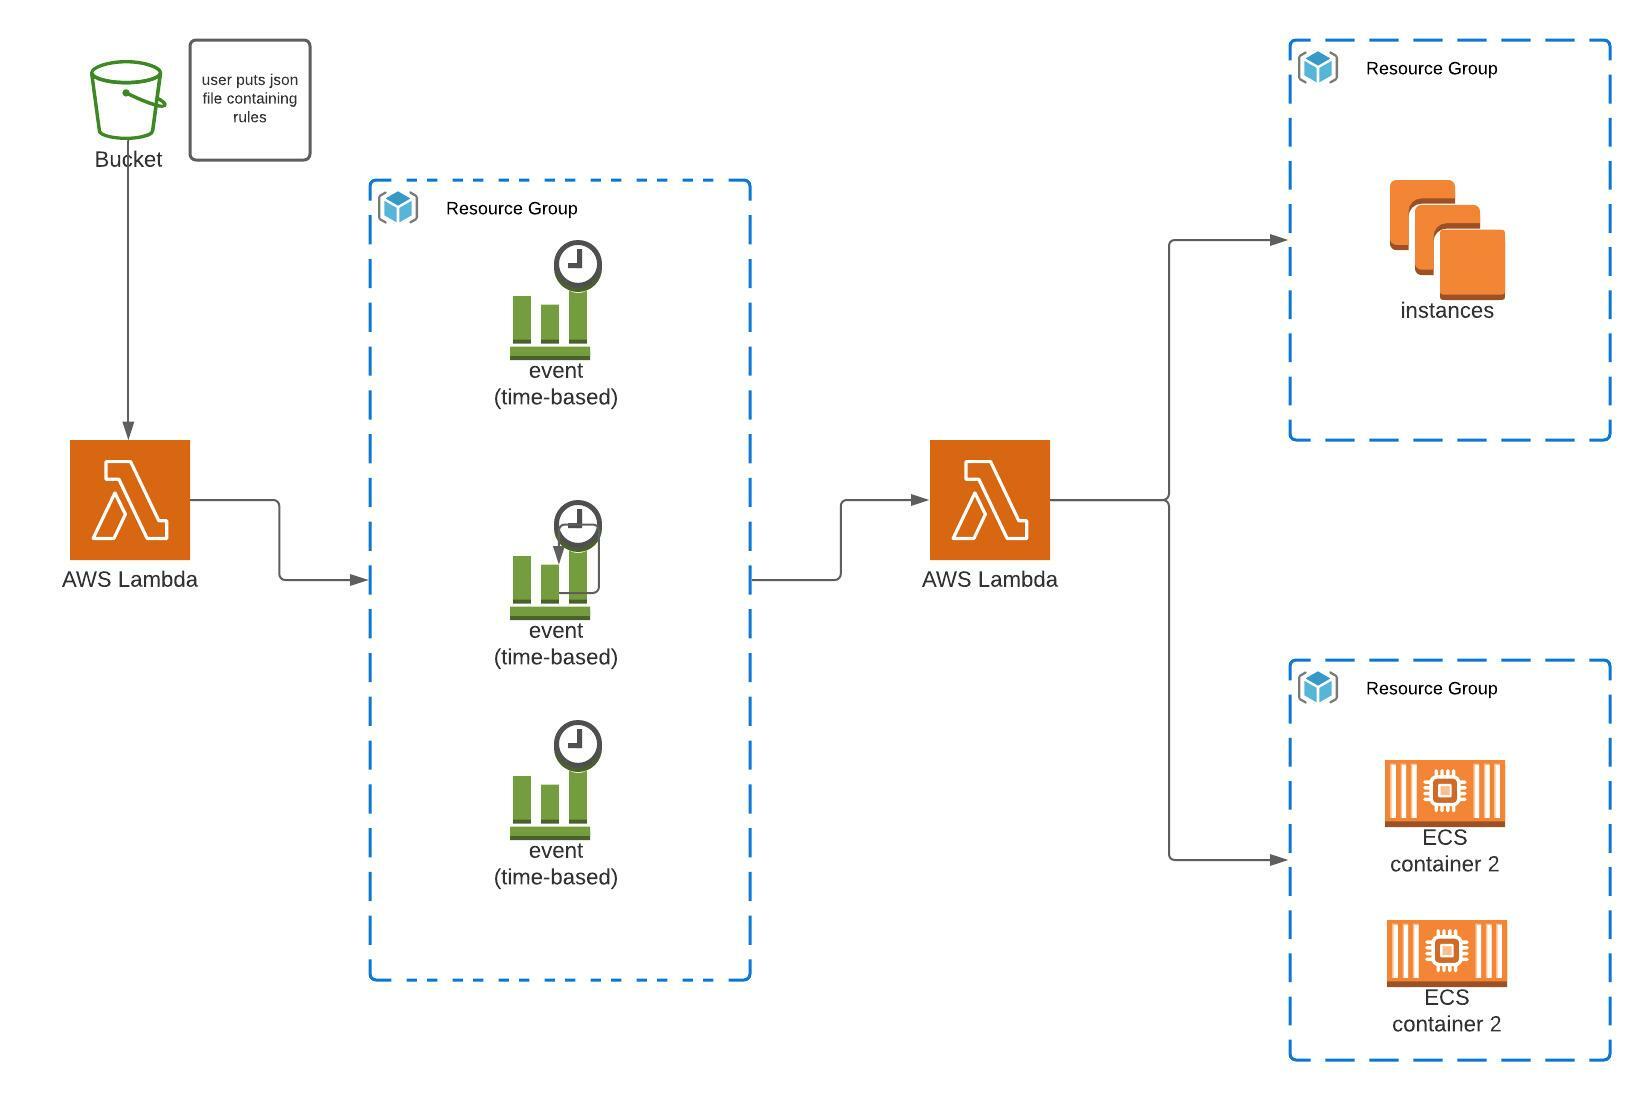 user puts json
file containing
rules
Bucket
Resource Group
event
(time-based)
event
(time-based)
event
(time-based)
AWS Lambda
AWS Lambda
Resource Group
instances
Resource Group
ECS
container 2
ECS
container 2